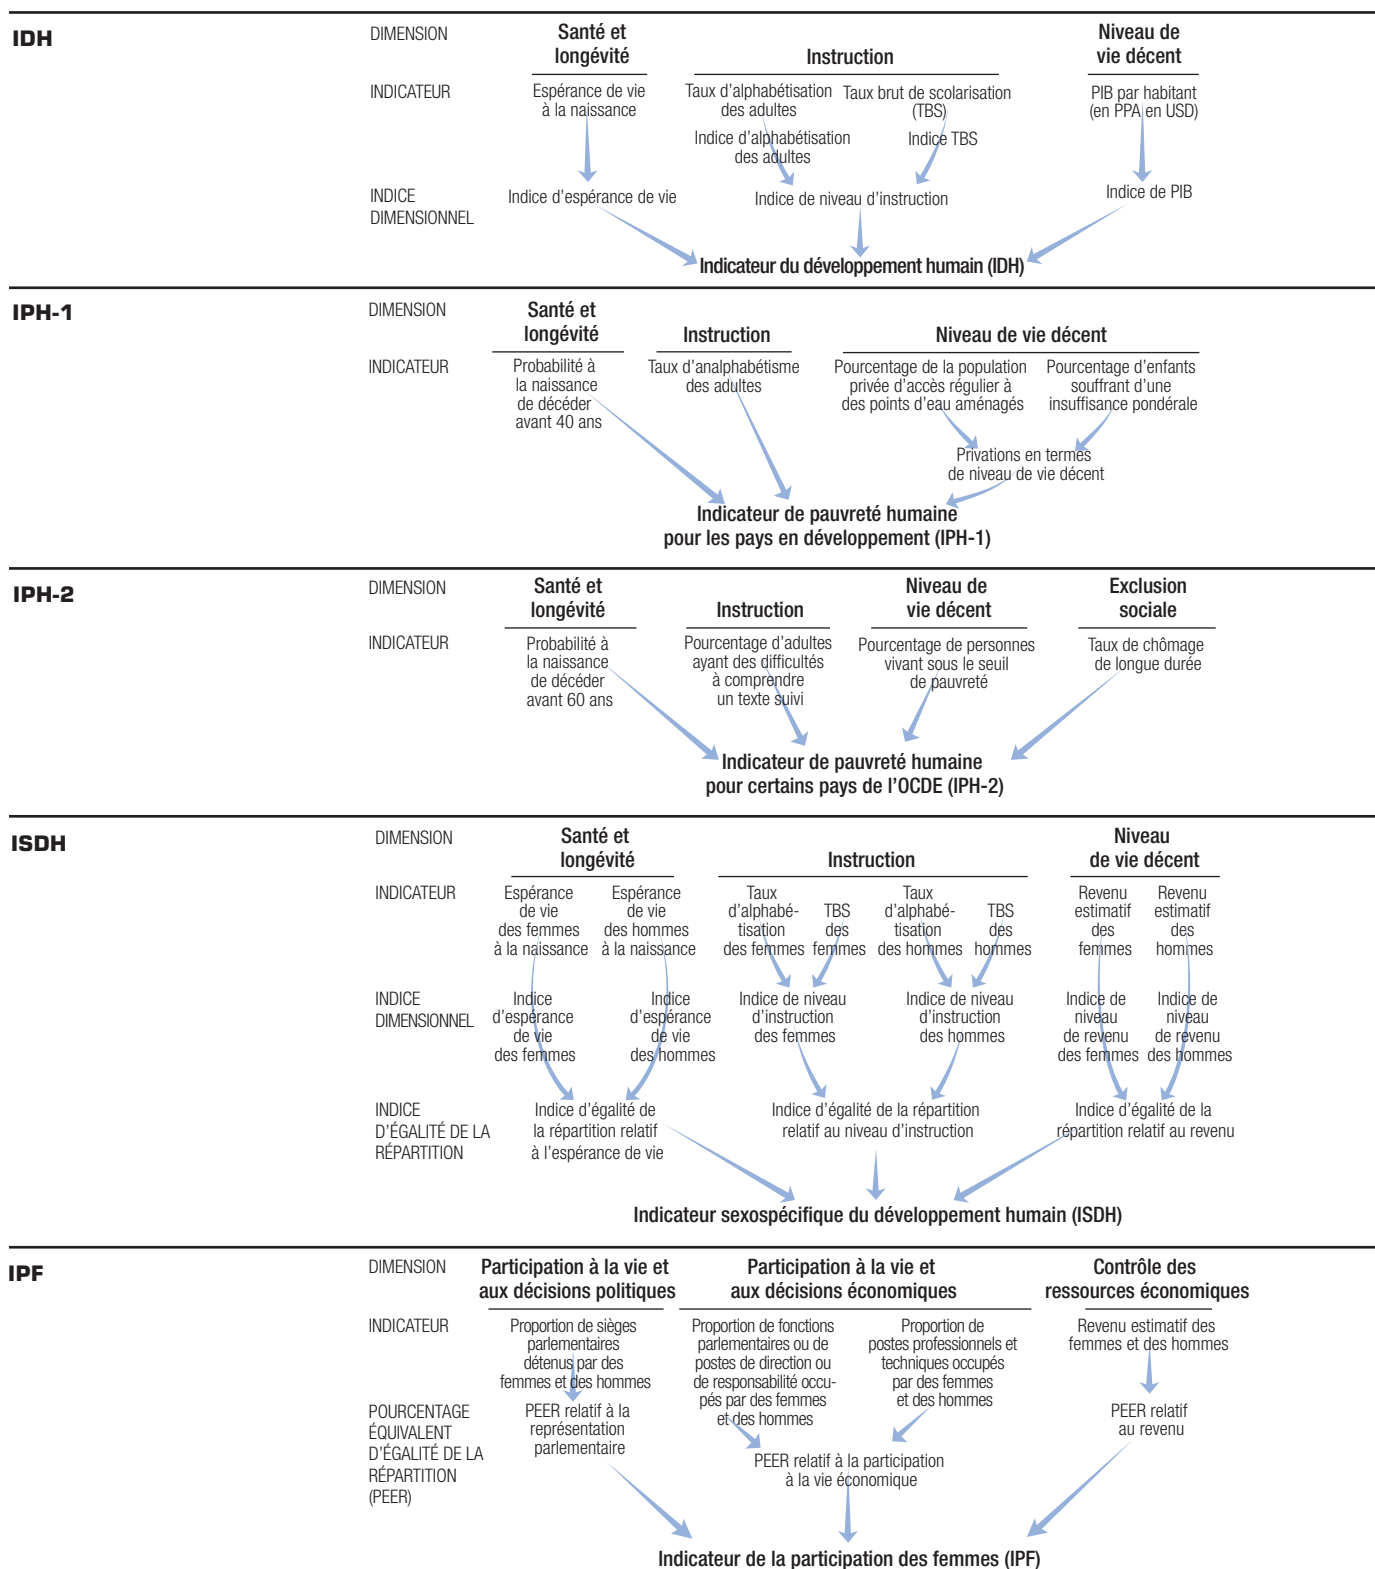 IDH
DIMENSION
Santé et
longévité
Instruction
Niveau de
vie décent
INDICATEUR
Espérance de vie
à la naissance
Taux d'alphabétisation
des adultes
Taux brut de scolarisation
(TBS)
PIB par habitant
(en PPA en USD)
Indice d'alphabétisation
des adultes
Indice TBS
INDICE
DIMENSIONNEL
Indice d'espérance de vie
Indice de niveau d'instruction
Indice de PIB
Indicateur du développement humain (IDH)
IPH-1
DIMENSION
Santé et
longévité
Instruction
Niveau de vie décent
INDICATEUR
Probabilité à
la naissance
de décéder
avant 40 ans
Taux d'analphabétisme
des adultes
Pourcentage de la population
privée d'accès régulier à
des points d'eau aménagés
Pourcentage d'enfants
souffrant d'une
insuffisance pondérale
Privations en termes
de niveau de vie décent
Indicateur de pauvreté humaine
pour les pays en développement (IPH-1)
IPH-2
DIMENSION
Santé et
longévité
Instruction
Niveau de
vie décent
Exclusion
sociale
INDICATEUR
Probabilité à
la naissance
de décéder
avant 60 ans
Pourcentage d'adultes
ayant des difficultés
à comprendre
un texte suivi
Pourcentage de personnes
vivant sous le seuil
de pauvreté
Taux de chômage
de longue durée
Indicateur de pauvreté humaine
pour certains pays de l'OCDE (IPH-2)
ISDH
DIMENSION
Santé et
longévité
Instruction
Niveau
de vie décent
INDICATEUR
Espérance
de vie
des femmes
à la naissance
Espérance
de vie
des hommes
à la naissance
Taux
d'alphabé-
tisation
des femmes
TBS
des
femmes
Taux
d'alphabé-
tisation
des hommes
TBS
des
hommes
Revenu
estimatif
des
femmes
Revenu
estimatif
des
hommes
INDICE
DIMENSIONNEL
Indice
d'espérance
de vie
des femmes
Indice
d'espérance
de vie
des hommes
Indice de niveau
d'instruction
des femmes
Indice de niveau
d'instruction
des hommes
Indice de
niveau
de revenu
des femmes
Indice de
niveau
de revenu
des hommes
INDICE
D'ÉGALITÉ DE LA
RÉPARTITION
Indice d'égalité de
la répartition relatif
à l'espérance de vie
Indice d'égalité de la répartition
relatif au niveau d'instruction
Indice d'égalité de la
répartition relatif au revenu
Indicateur sexospécifique du développement humain (ISDH)
IPF
DIMENSION
Participation à la vie et
aux décisions politiques
Participation à la vie et
aux décisions économiques
Contrôle des
ressources économiques
INDICATEUR
Proportion de sièges
parlementaires
détenus par des
femmes et des hommes
Proportion de fonctions
parlementaires ou de
postes de direction ou
de responsabilité occu-
pés par des femmes
et des hommes
Proportion de
postes professionnels et
techniques occupés
par des femmes
et des hommes
Revenu estimatif des
femmes et des hommes
POURCENTAGE
ÉQUIVALENT
D'ÉGALITÉ DE LA
RÉPARTITION
(PEER)
PEER relatif à la
représentation
parlementaire
PEER relatif à la participation
à la vie économique
PEER relatif
au revenu
Indicateur de la participation des femmes (IPF)